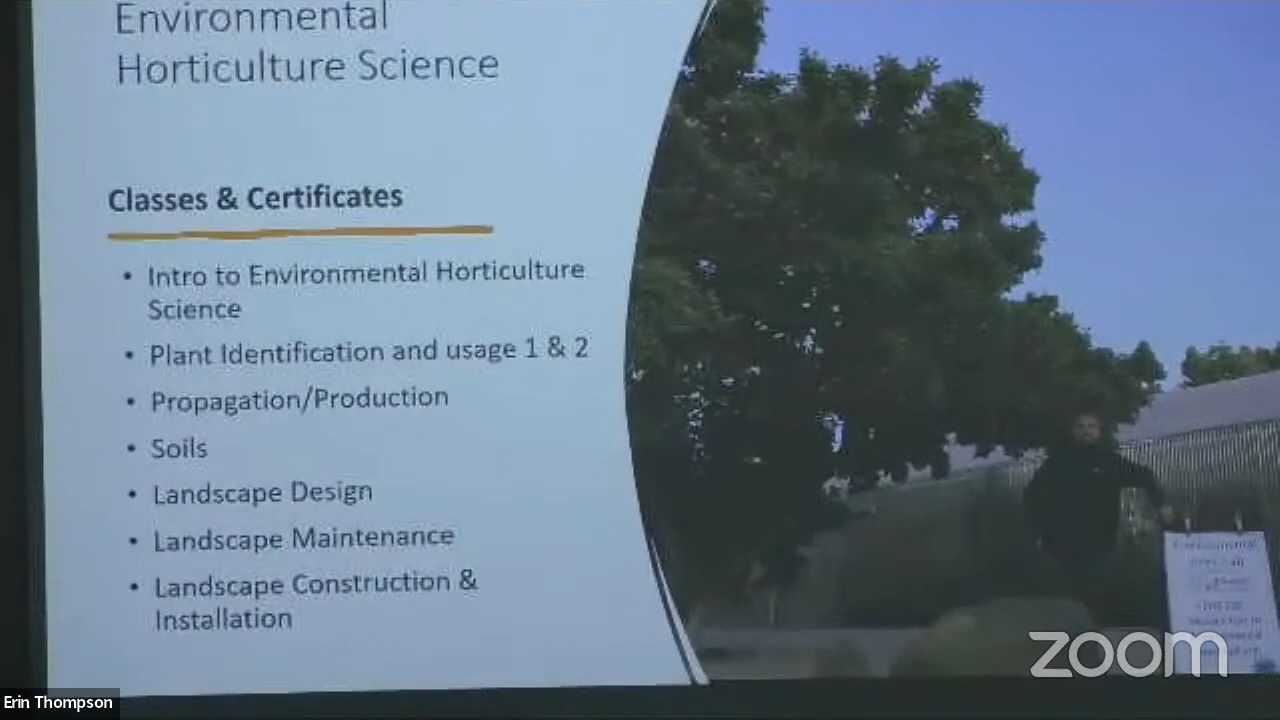 Environmental
Horticulture Science
Classes & Certificates
• Intro to Environmental Horticulture
Science
• Plant Identification and usage 1 & 2
• Propagation/Production
• Soils
• Landscape Design
• Landscape Maintenance
• Landscape Construction &
Installation
zoom
Erin Thompson